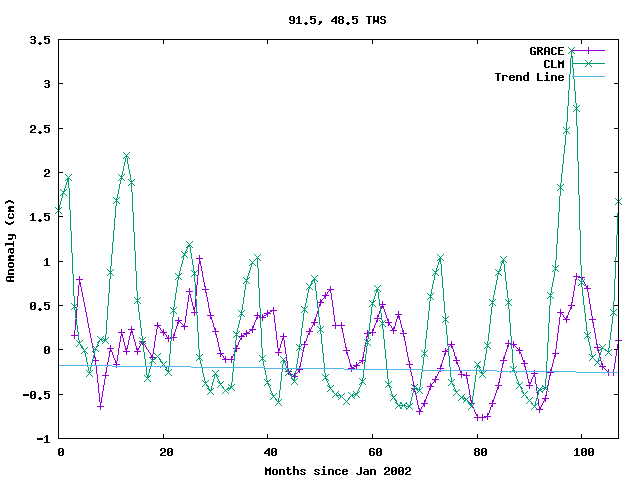 91.5, 48.5 TWS
GRACE
CLM
Trend Line
3.5
3
2.5
2
1.5
1
0.5
0
-0.5
-1
Anomaly (cm)
0 20 40 60 80 100
Months since Jan 2002